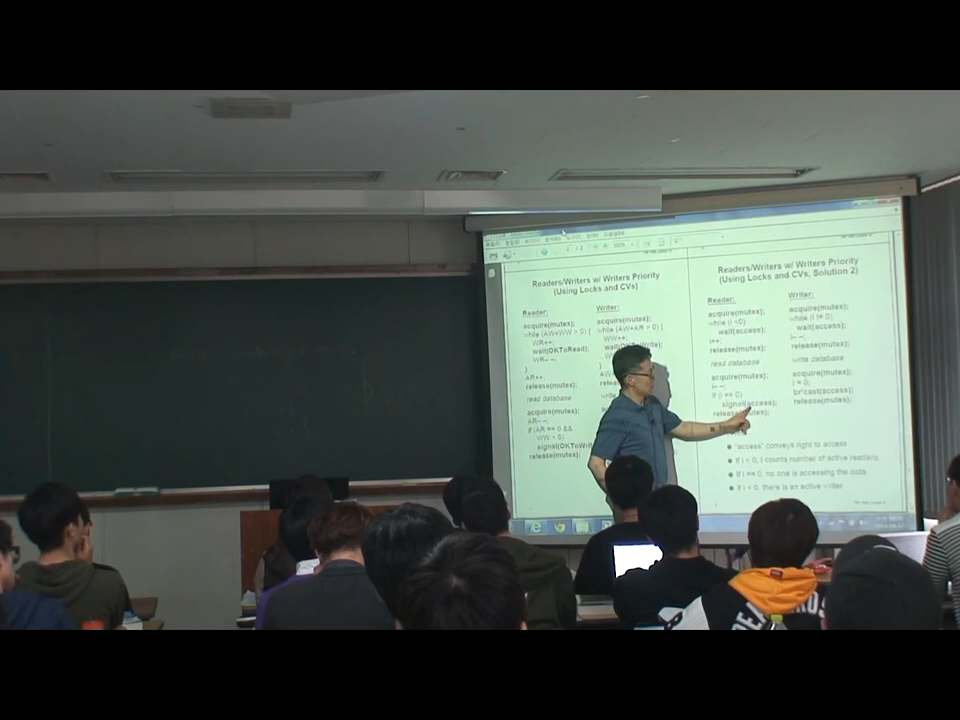 Readers/Writers w/ Writers Priority
(Using Locks and CVs)
Reader:
acquire(mutex);
while (AW+WW > 0) {
WR++;
wait(OKToRead);
WR--;
}
AR++;
release(mutex);
read database
acquire(mutex);
AR--;
if (AR == 0 &&
WW > 0)
signal(OKToWri
release(mutex);
Writer:
acquire(mutex);
while (AW+AR > 0) {
WW++;
Readers/Writers w/ Writers Priority
(Using Locks and CVs, Solution 2)
Reader:
acquire(mutex);
while (i <0)
wait(access);
i++;
release(mutex);
read database
acquire(mutex);
i--;
if (i == 0)
signal(access);
release(mutex);
Writer:
acquire(mutex);
while (i != 0)
wait(access);
i--;
release(mutex);
write database
acquire(mutex);
i = 0;
br'cast(access);
release(mutex);
"access" conveys right to access
if i > 0, i counts number of active readers
if i == 0, no one is accessing the data
if i < 0, there is an active writer